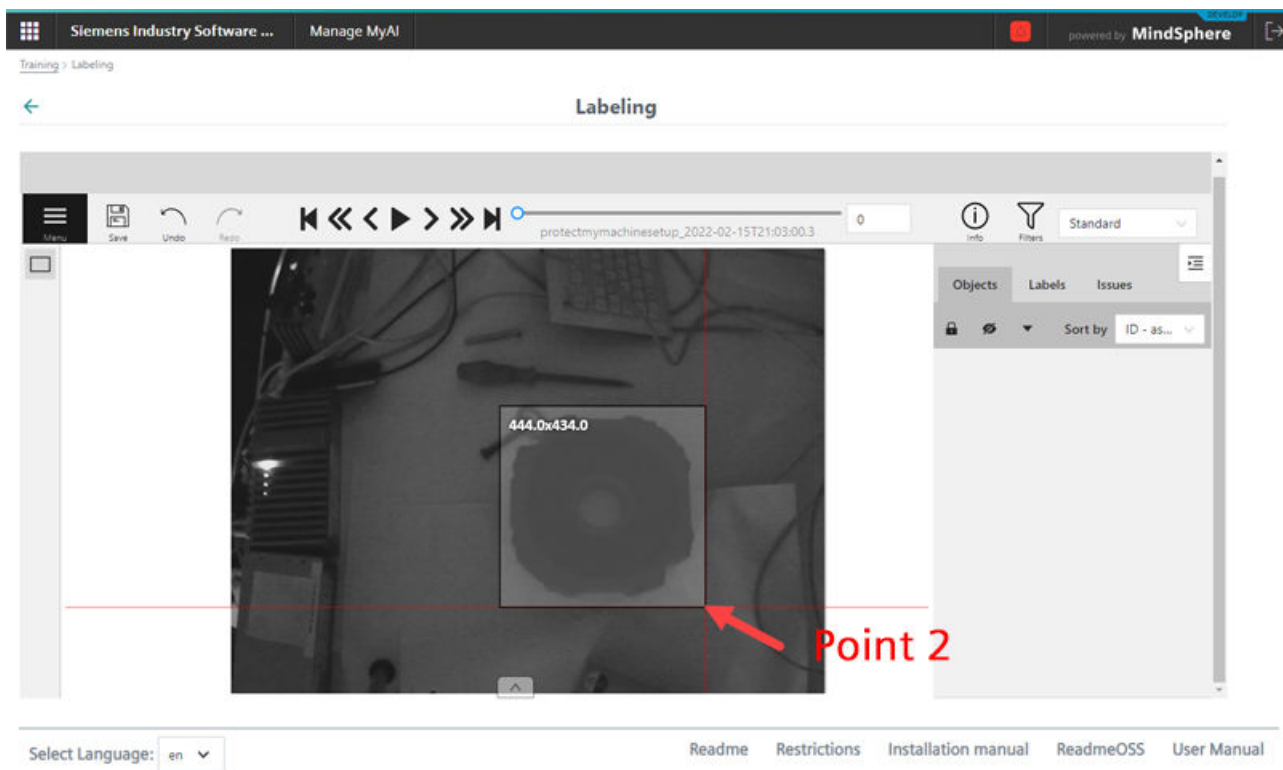 DEVELOP
Siemens Industry Software ... Manage MyAI powered by MindSphere
Training > Labeling
Labeling
Menu Save Undo Redo protectmymachinesetup_2022-02-15T21:03:00.3 0 Info Filters Standard
Objects Labels Issues
Sort by ID - as...
444.0x434.0
Point 2
Select Language: en Readme Restrictions Installation manual ReadmeOSS User Manual